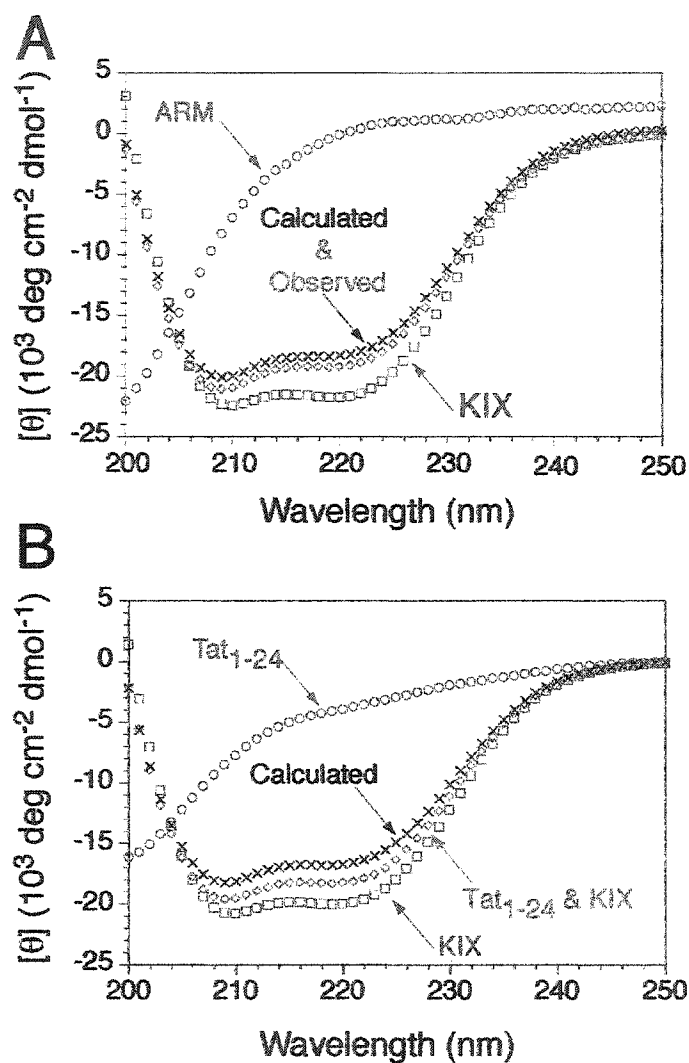 A
[θ] (10³ deg cm⁻² dmol⁻¹)
5
0
-5
-10
-15
-20
-25
ARM
Calculated
&
Observed
KIX
200 210 220 230 240 250
Wavelength (nm)
B
[θ] (10³ deg cm⁻² dmol⁻¹)
5
0
-5
-10
-15
-20
-25
Tat₁₋₂₄
Calculated
Tat₁₋₂₄ & KIX
KIX
200 210 220 230 240 250
Wavelength (nm)